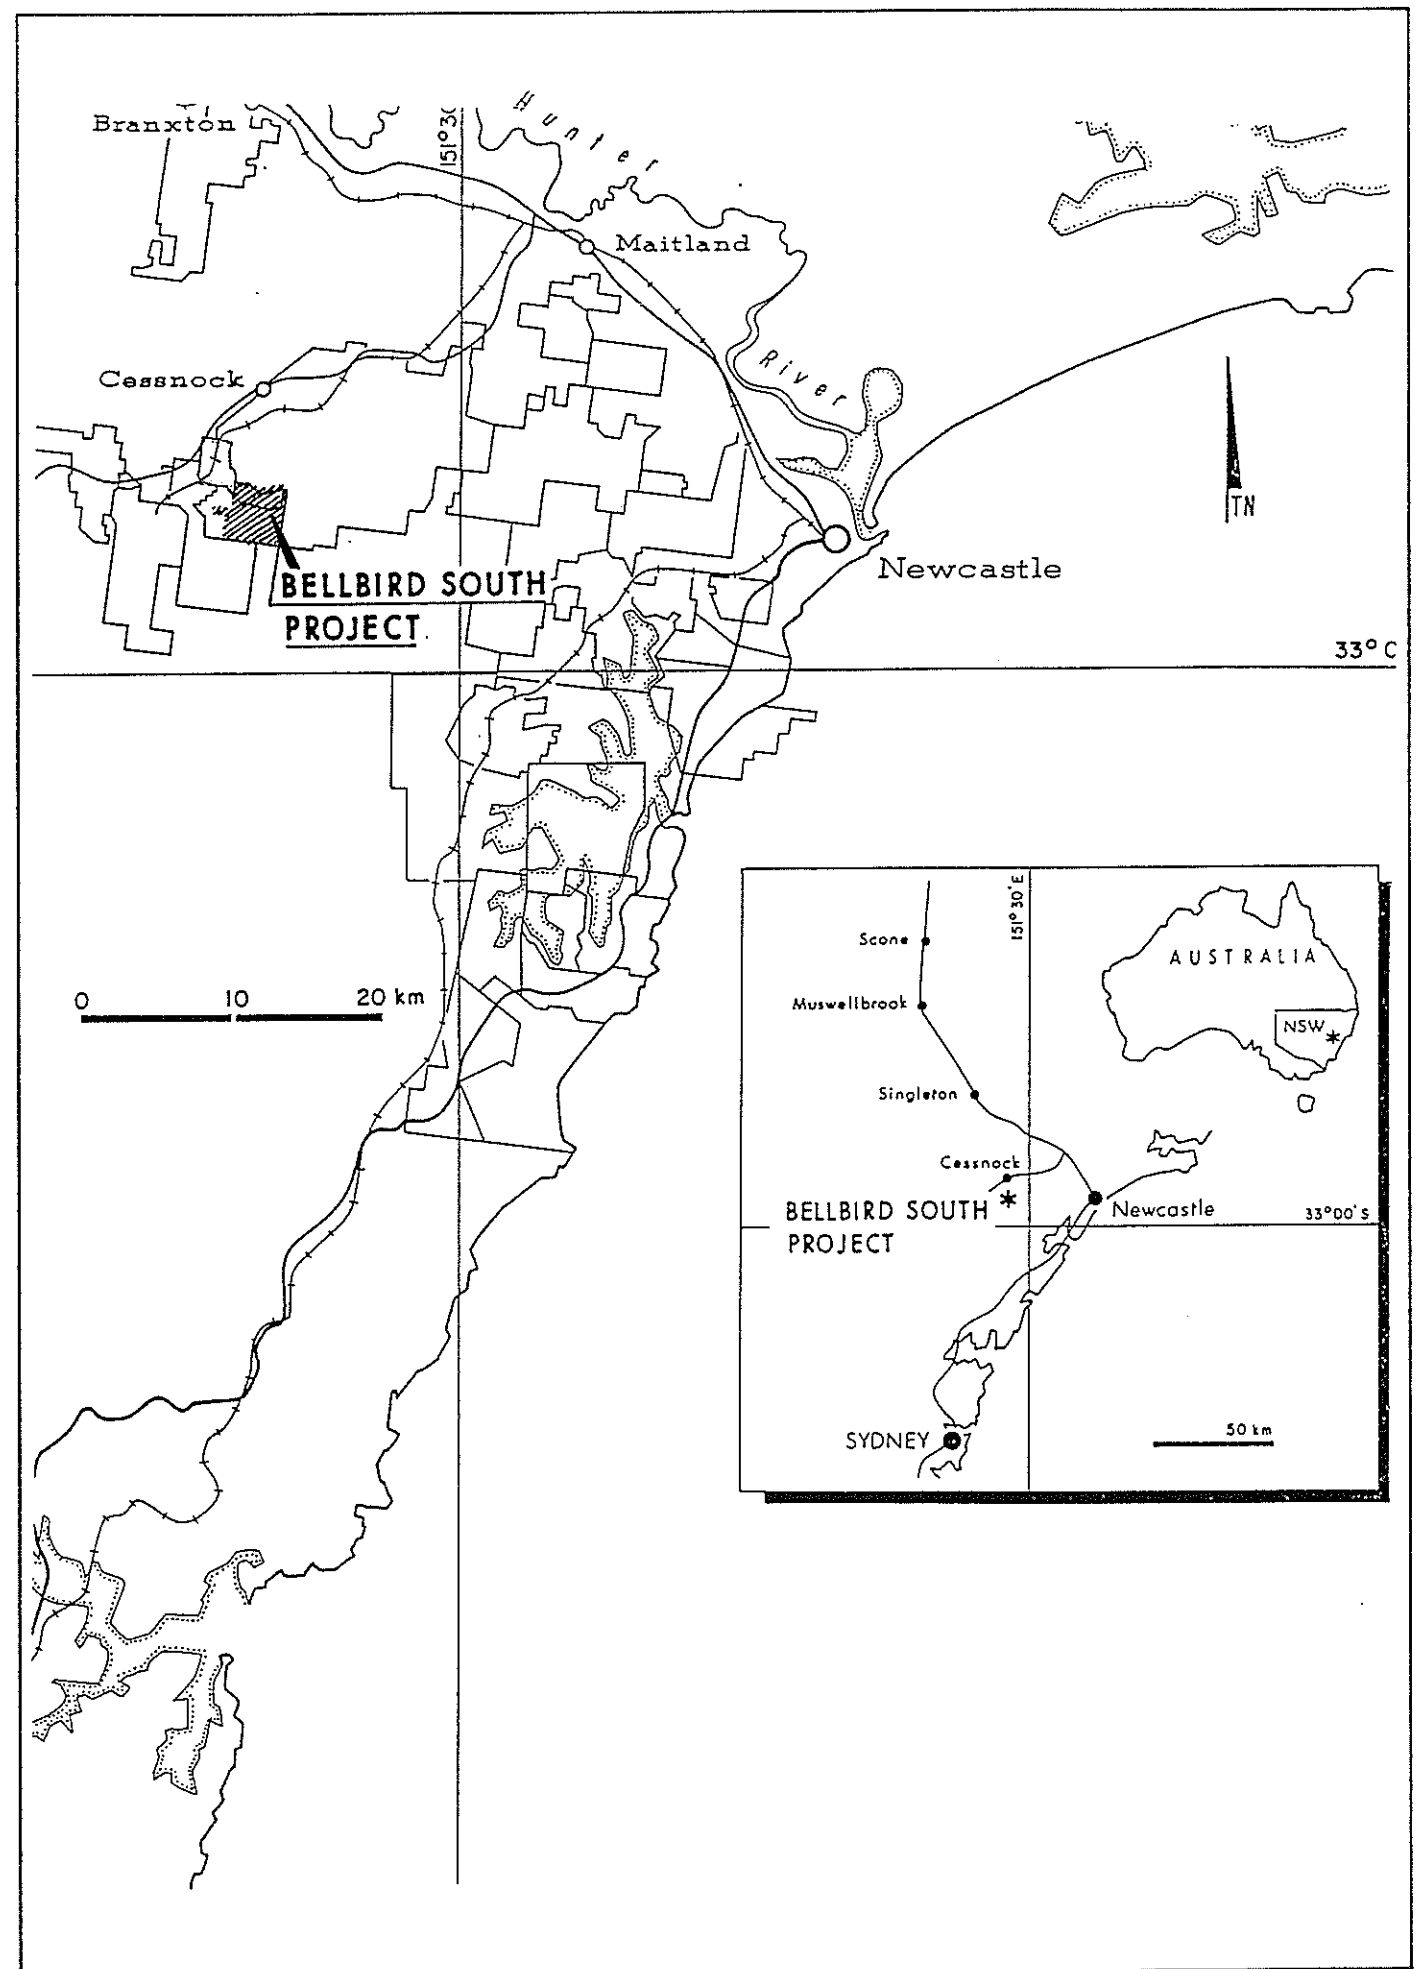 Branxton
151°30
Hunter
Maitland
Cessnock
River
TN
Newcastle
BELLBIRD SOUTH
PROJECT
33° C
0 10 20 km
151° 30'E
Scone
AUSTRALIA
Muswellbrook
NSW
*
Singleton
Cessnock
*
BELLBIRD SOUTH
PROJECT
Newcastle
33°00'S
SYDNEY
50 km